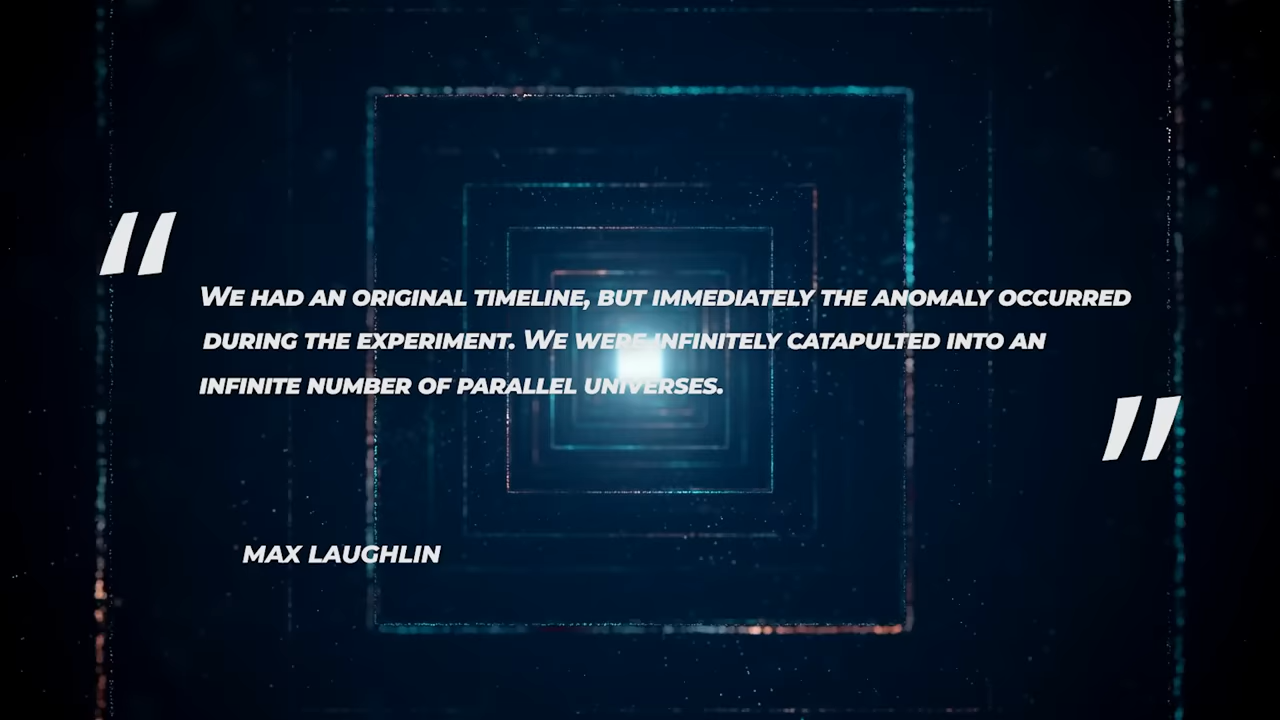 “
We had an original timeline, but immediately the anomaly occurred
during the experiment. We were infinitely catapulted into an
infinite number of parallel universes.
”
MAX LAUGHLIN